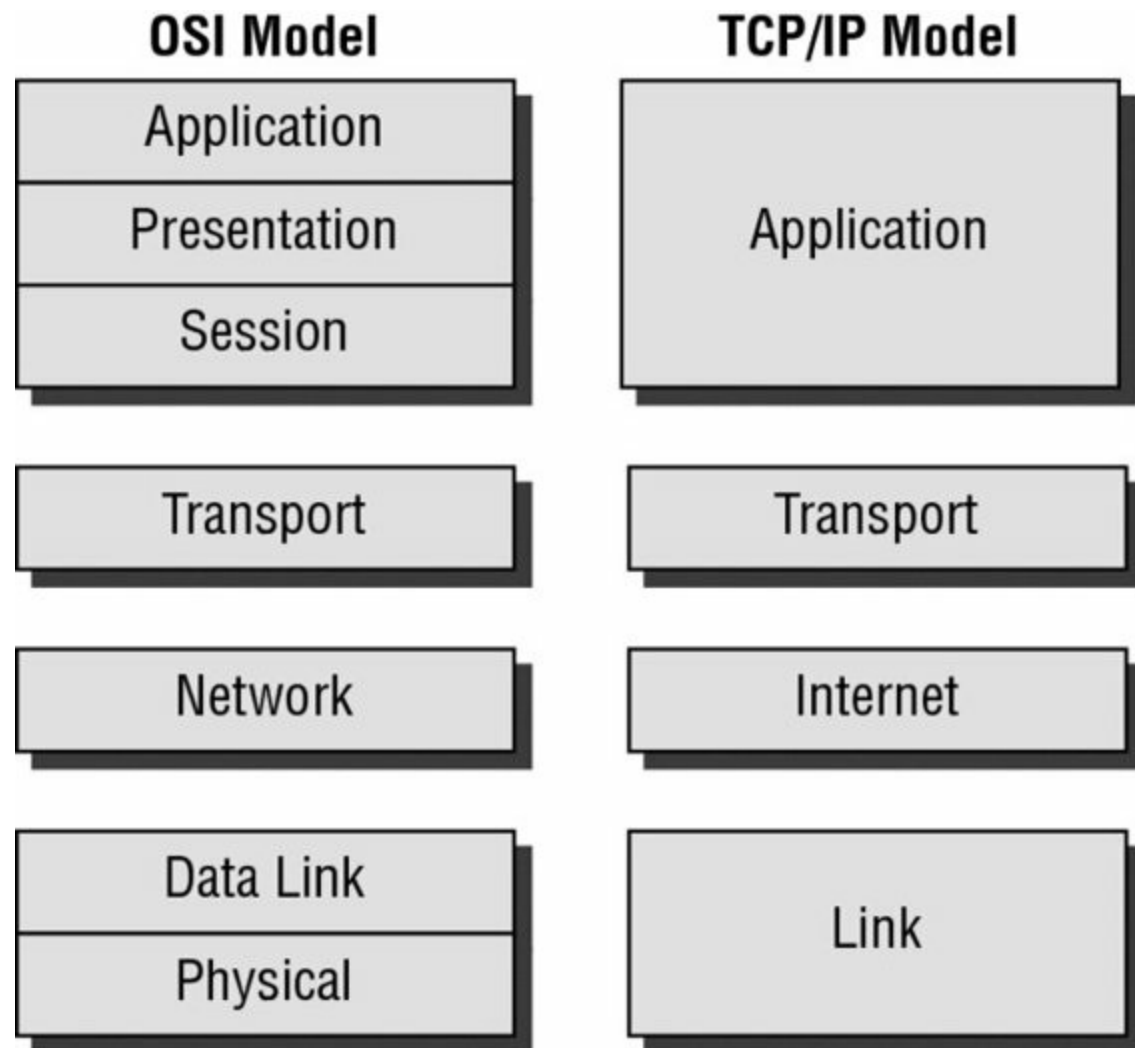 OSI Model
Application
Presentation
Session
Transport
Network
Data Link
Physical
TCP/IP Model
Application
Transport
Internet
Link